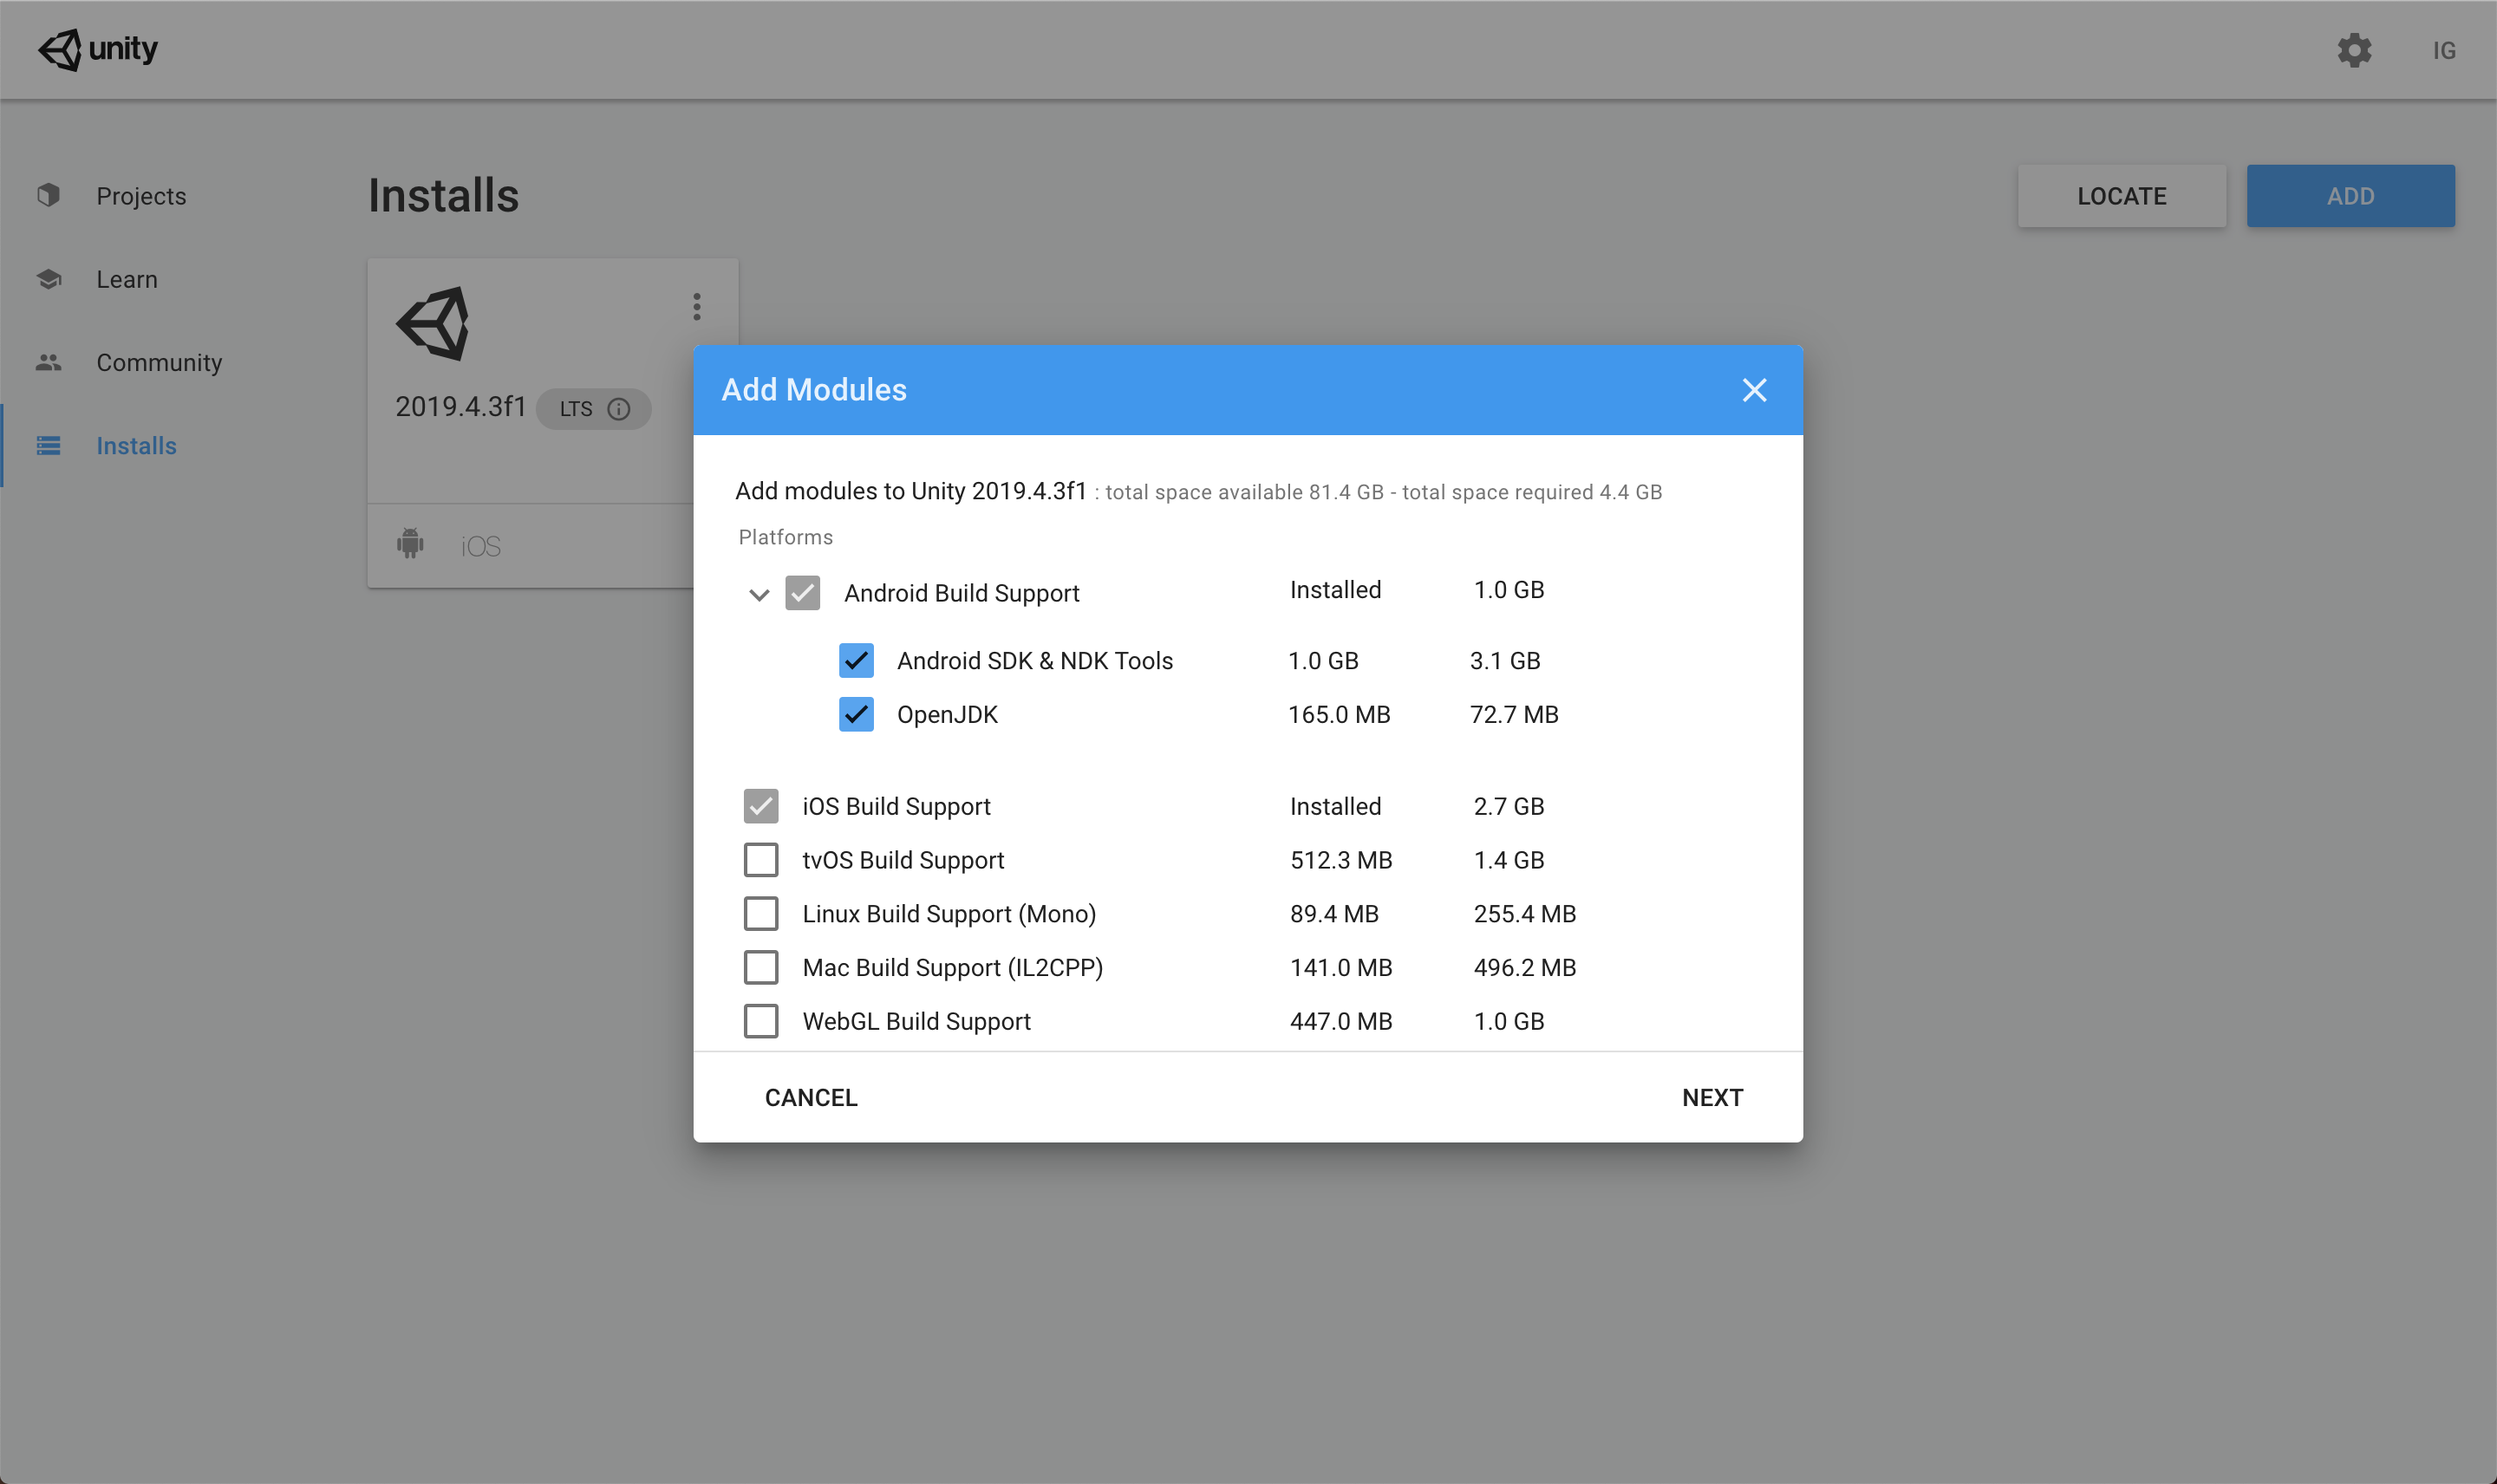 unity
IG
Projects
Learn
Community
Installs
Installs
LOCATE
ADD
2019.4.3f1 LTS
iOS
Add Modules
Add modules to Unity 2019.4.3f1 : total space available 81.4 GB - total space required 4.4 GB
Platforms
Android Build Support Installed 1.0 GB
Android SDK & NDK Tools 1.0 GB 3.1 GB
OpenJDK 165.0 MB 72.7 MB
iOS Build Support Installed 2.7 GB
tvOS Build Support 512.3 MB 1.4 GB
Linux Build Support (Mono) 89.4 MB 255.4 MB
Mac Build Support (IL2CPP) 141.0 MB 496.2 MB
WebGL Build Support 447.0 MB 1.0 GB
CANCEL NEXT